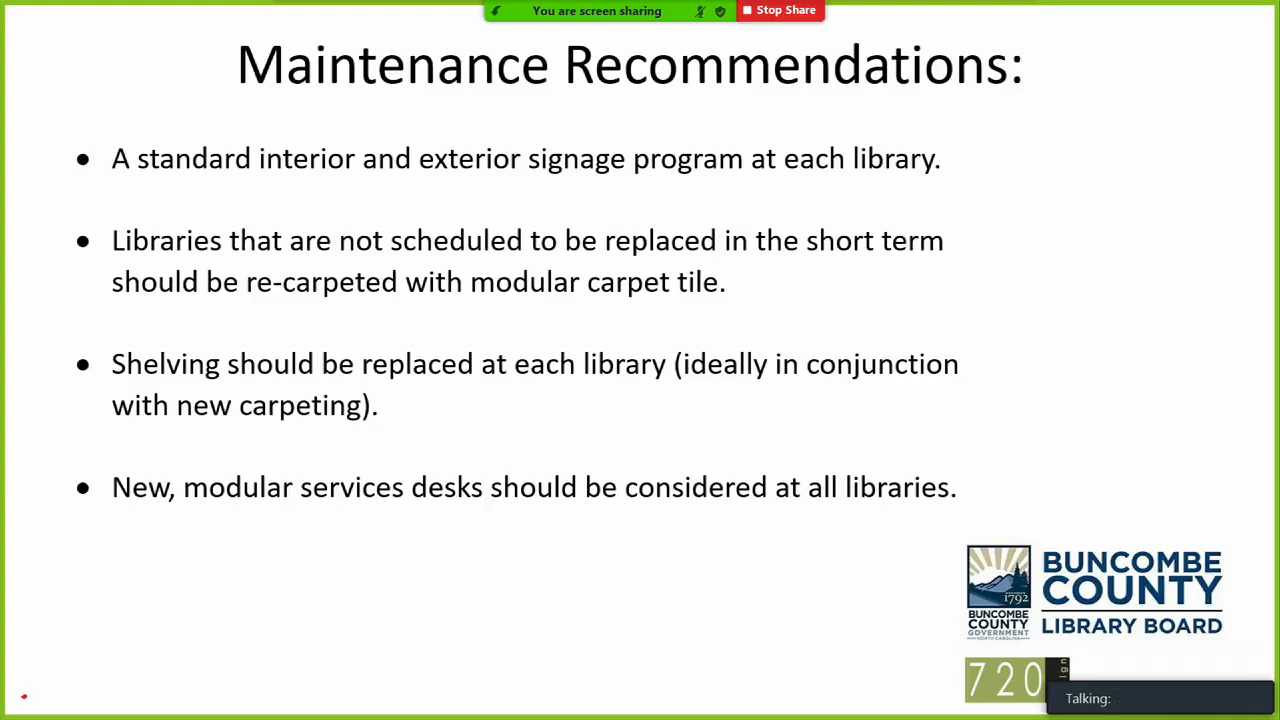 You are screen sharing
Stop Share
Maintenance Recommendations:
• A standard interior and exterior signage program at each library.
• Libraries that are not scheduled to be replaced in the short term
should be re-carpeted with modular carpet tile.
• Shelving should be replaced at each library (ideally in conjunction
with new carpeting).
• New, modular services desks should be considered at all libraries.
1792
BUNCOMBE
COUNTY
GOVERNMENT
NORTH CAROLINA
BUNCOMBE
COUNTY
LIBRARY BOARD
720
Talking: